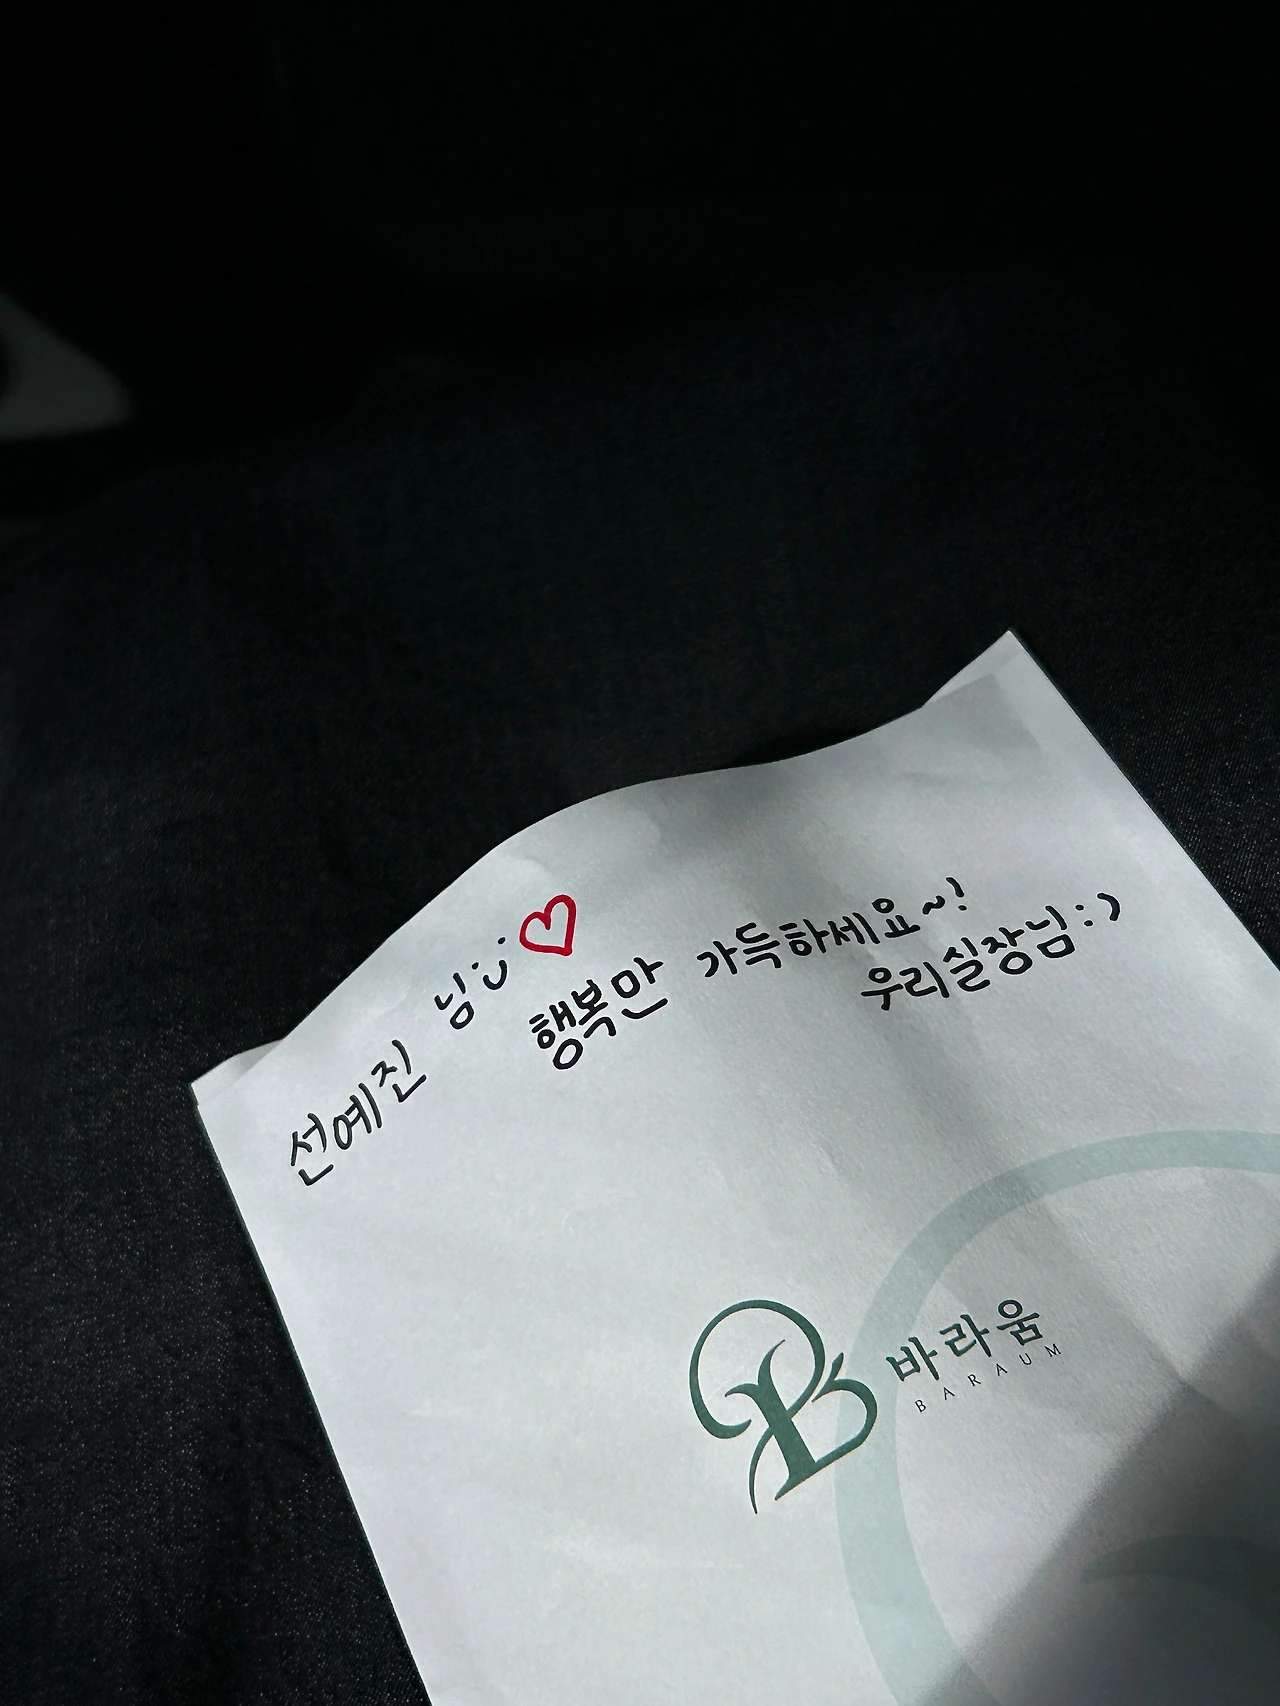 선예진 님:) ♡
행복만 가득하세요~!
우리실장님:)
바라움
BARAUM